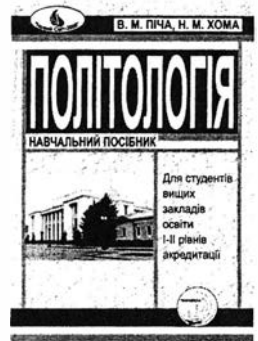 В. М. ПІЧА, Н. М. ХОМА
ПОЛІТОЛОГІЯ
НАВЧАЛЬНИЙ ПОСІБНИК
Для студентів
вищих
закладів
освіти
І-ІІ рівнів
акредитації